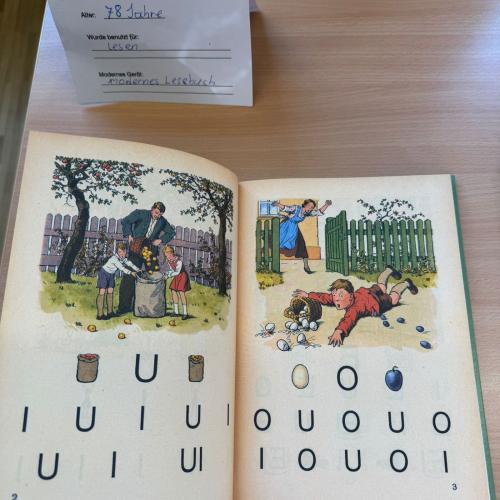 Alter: 78 Jahre
Wurde benutzt für:
Lesen
Modernes Gerät:
modernes Lesebuch
U
I U I U I
U I UI
2
O
O U O U O
I O U O I
3